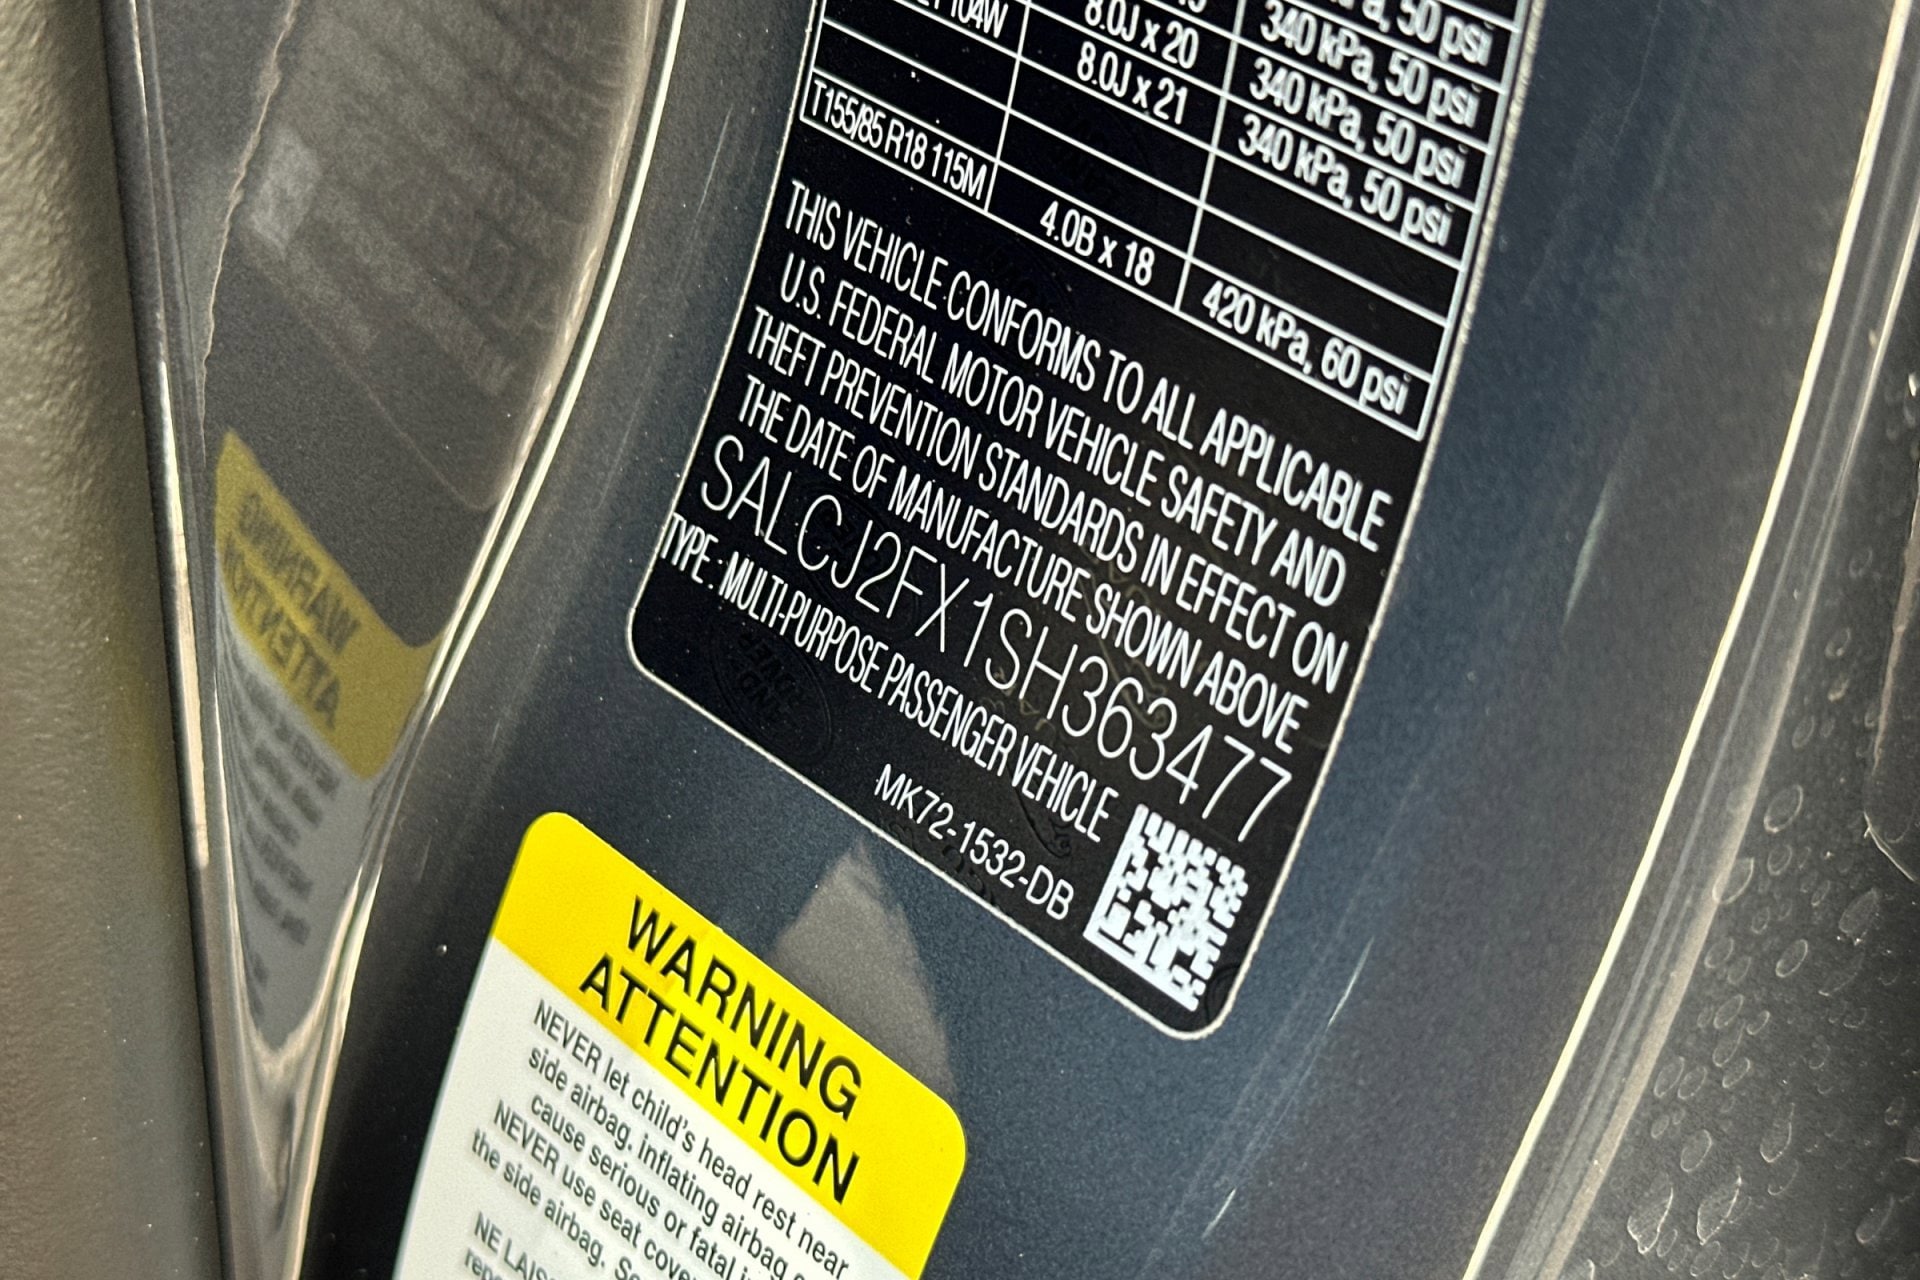 104W
8.0J x 20
340 kPa, 50 psi
8.0J x 21
340 kPa, 50 psi
340 kPa, 50 psi
T155/85 R18 115M
4.0B x 18
420 kPa, 60 psi
THIS VEHICLE CONFORMS TO ALL APPLICABLE
U.S. FEDERAL MOTOR VEHICLE SAFETY AND
THEFT PREVENTION STANDARDS IN EFFECT ON
THE DATE OF MANUFACTURE SHOWN ABOVE
SALCJ2FX1SH363477
TYPE : MULTI-PURPOSE PASSENGER VEHICLE
MK72-1532-DB
WARNING
ATTENTION
NEVER let child's head rest near
side airbag. inflating airbag
cause serious or fatal
NEVER use seat
the side airbag.
NE